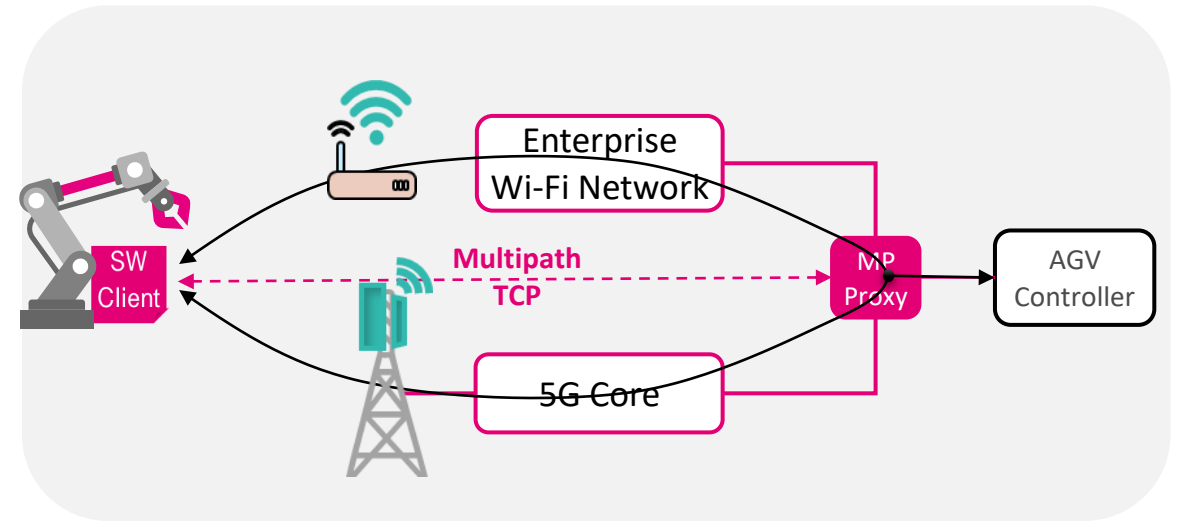 Enterprise
Wi-Fi Network
SW
Client
Multipath
TCP
MP
Proxy
AGV
Controller
5G Core